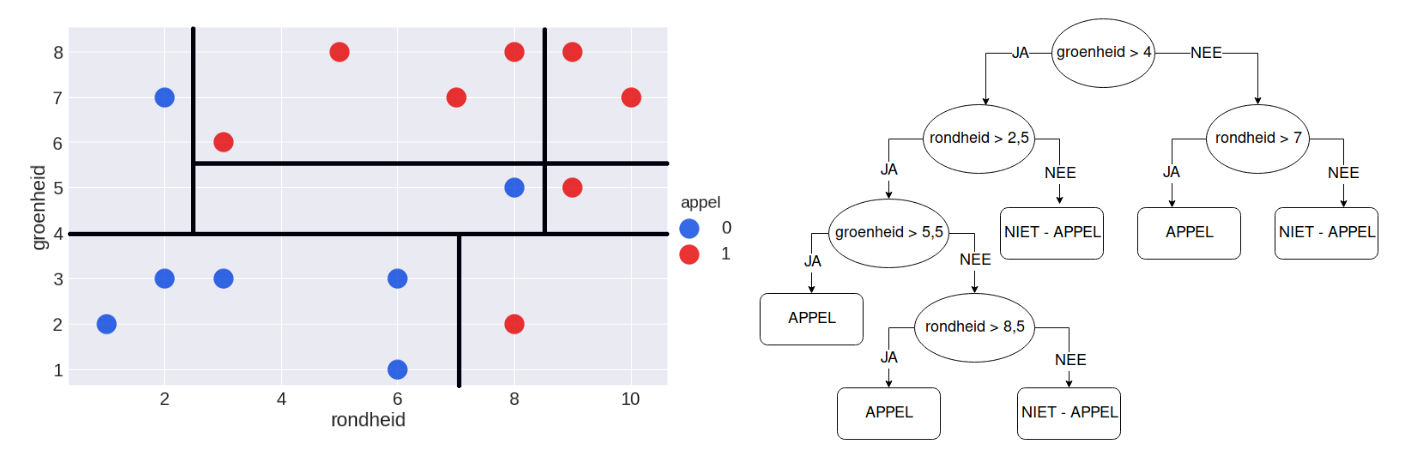 groenheid
8
7
6
5
4
3
2
1
2
4
6
8
10
rondheid
appel
0
1
groenheid > 4
JA
NEE
rondheid > 2,5
rondheid > 7
JA
NEE
JA
NEE
groenheid > 5,5
NIET - APPEL
APPEL
NIET - APPEL
JA
NEE
APPEL
rondheid > 8,5
JA
NEE
APPEL
NIET - APPEL